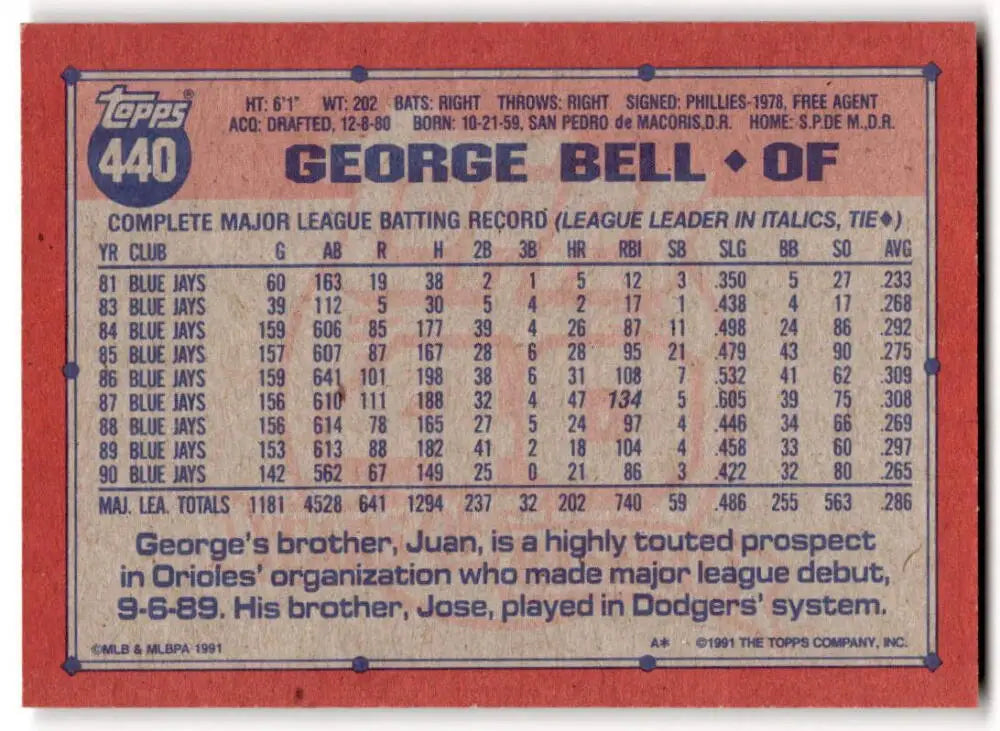 Topps®
440
HT: 6'1" WT: 202 BATS: RIGHT THROWS: RIGHT SIGNED: PHILLIES-1978, FREE AGENT
ACQ: DRAFTED, 12-8-80 BORN: 10-21-59, SAN PEDRO de MACORIS,D.R. HOME: S.P.DE M.,D.R.
GEORGE BELL ◆ OF
COMPLETE MAJOR LEAGUE BATTING RECORD (LEAGUE LEADER IN ITALICS, TIE◆)
YR CLUB G AB R H 2B 3B HR RBI SB SLG BB SO AVG
81 BLUE JAYS 60 163 19 38 2 1 5 12 3 .350 5 27 .233
83 BLUE JAYS 39 112 5 30 5 4 2 17 1 .438 4 17 .268
84 BLUE JAYS 159 606 85 177 39 4 26 87 11 .498 24 86 .292
85 BLUE JAYS 157 607 87 167 28 6 28 95 21 .479 43 90 .275
86 BLUE JAYS 159 641 101 198 38 6 31 108 7 .532 41 62 .309
87 BLUE JAYS 156 610 111 188 32 4 47 134 5 .605 39 75 .308
88 BLUE JAYS 156 614 78 165 27 5 24 97 4 .446 34 66 .269
89 BLUE JAYS 153 613 88 182 41 2 18 104 4 .458 33 60 .297
90 BLUE JAYS 142 562 67 149 25 0 21 86 3 .422 32 80 .265
MAJ. LEA. TOTALS 1181 4528 641 1294 237 32 202 740 59 .486 255 563 .286
George's brother, Juan, is a highly touted prospect
in Orioles' organization who made major league debut,
9-6-89. His brother, Jose, played in Dodgers' system.
©MLB & MLBPA 1991 A* ©1991 THE TOPPS COMPANY, INC.